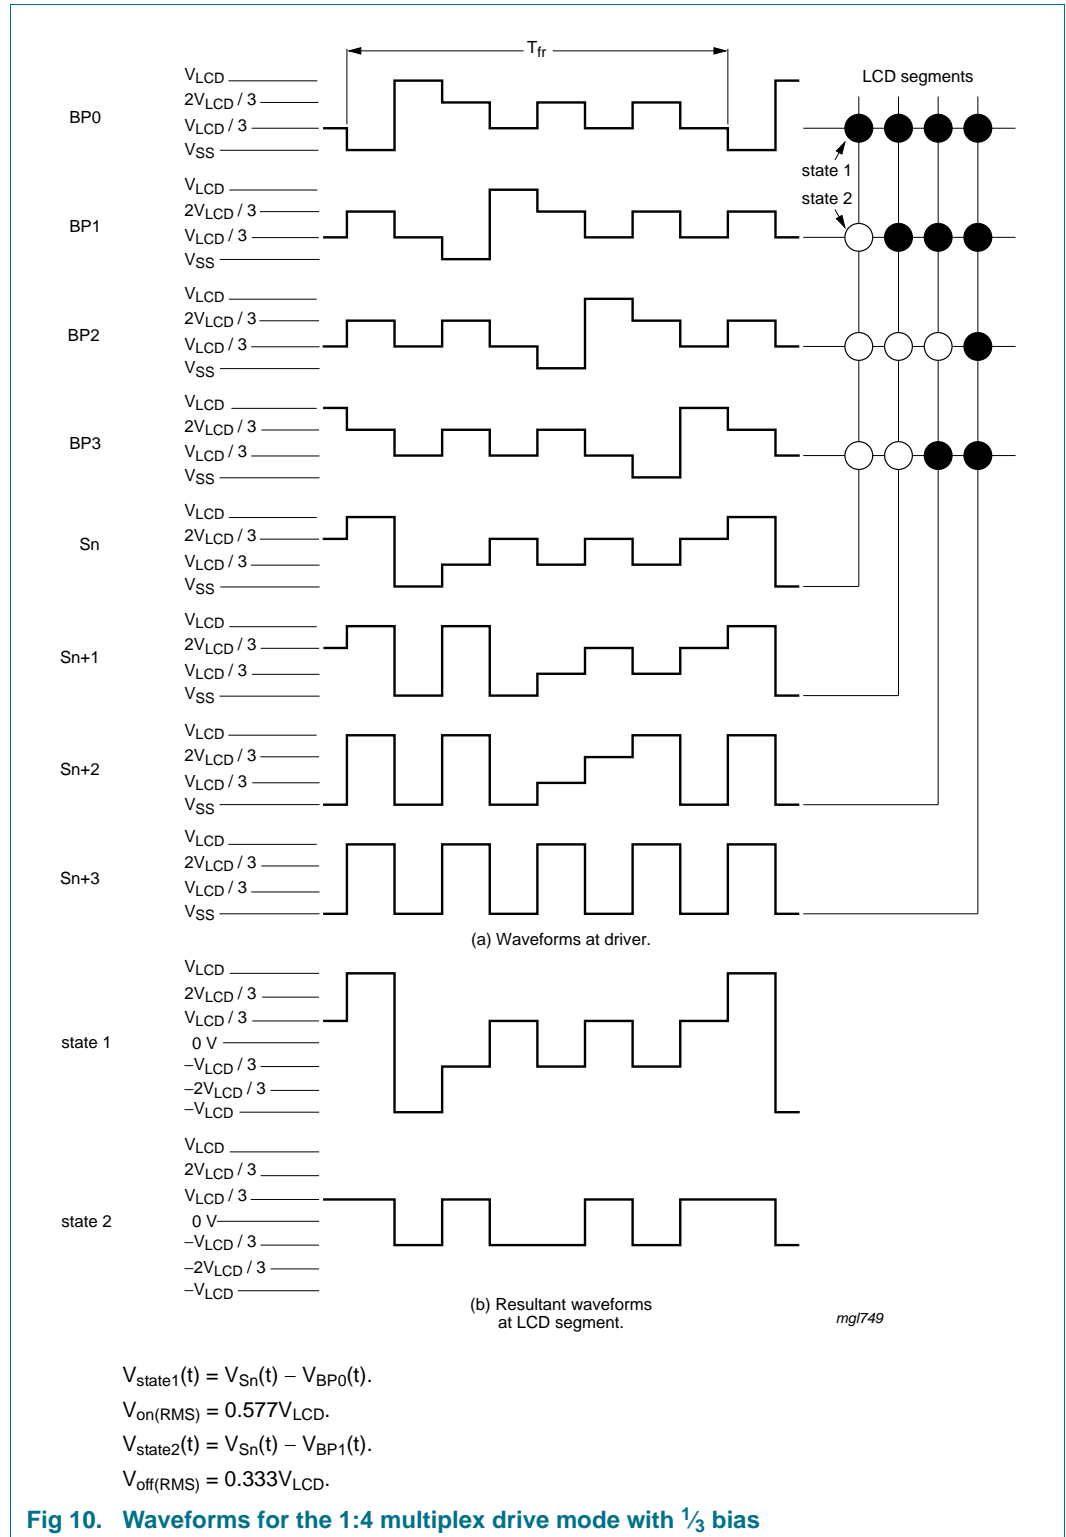 Tfr
VLCD
2VLCD / 3
BP0
VLCD / 3
VSS
LCD segments
state 1
VLCD
state 2
2VLCD / 3
BP1
VLCD / 3
VSS
VLCD
2VLCD / 3
BP2
VLCD / 3
VSS
VLCD
2VLCD / 3
BP3
VLCD / 3
VSS
VLCD
2VLCD / 3
Sn
VLCD / 3
VSS
VLCD
2VLCD / 3
Sn+1
VLCD / 3
VSS
VLCD
2VLCD / 3
Sn+2
VLCD / 3
VSS
VLCD
2VLCD / 3
Sn+3
VLCD / 3
VSS
(a) Waveforms at driver.
VLCD
2VLCD / 3
VLCD / 3
state 1
0 V
−VLCD / 3
−2VLCD / 3
−VLCD
VLCD
2VLCD / 3
VLCD / 3
state 2
0 V
−VLCD / 3
−2VLCD / 3
−VLCD
(b) Resultant waveforms
at LCD segment.
mgl749
Vstate1(t) = VSn(t) − VBP0(t).
Von(RMS) = 0.577VLCD.
Vstate2(t) = VSn(t) − VBP1(t).
Voff(RMS) = 0.333VLCD.
Fig 10. Waveforms for the 1:4 multiplex drive mode with 1⁄3 bias